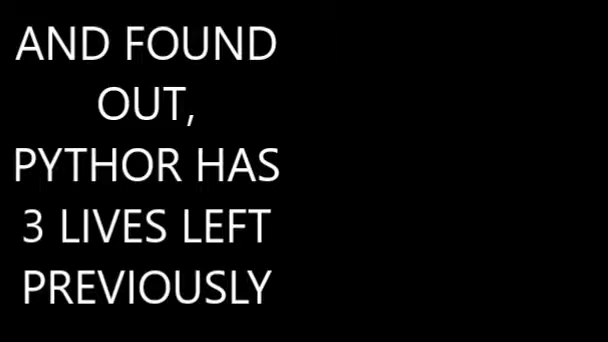 AND FOUND
OUT,
PYTHOR HAS
3 LIVES LEFT
PREVIOUSLY